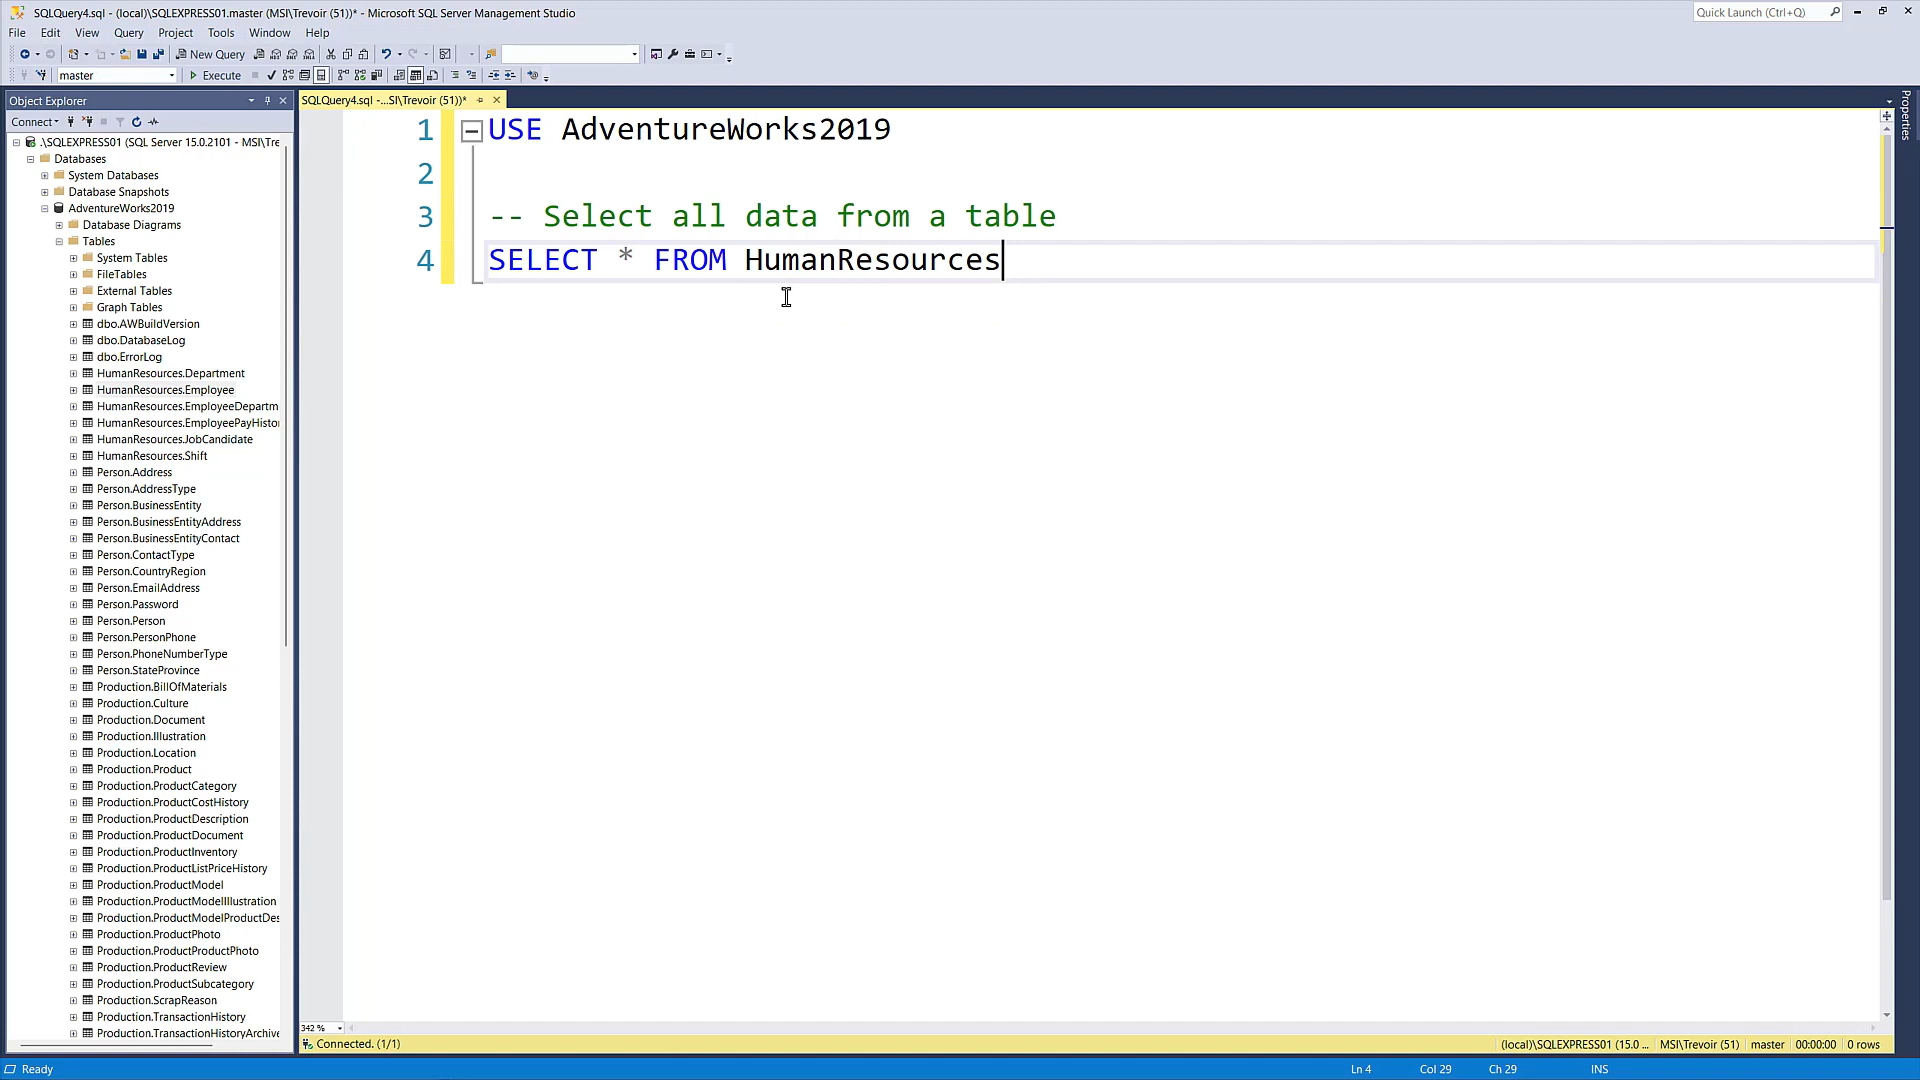 SQLQuery4.sql - (local)\SQLEXPRESS01.master (MSI\Trevoir (51))* - Microsoft SQL Server Management Studio
Quick Launch (Ctrl+Q)
File Edit View Query Project Tools Window Help
New Query
master Execute
Object Explorer
SQLQuery4.sql -...SI\Trevoir (51))*
Properties
Connect
.\SQLEXPRESS01 (SQL Server 15.0.2101 - MSI\Tre
Databases
System Databases
Database Snapshots
AdventureWorks2019
Database Diagrams
Tables
System Tables
FileTables
External Tables
Graph Tables
dbo.AWBuildVersion
dbo.DatabaseLog
dbo.ErrorLog
HumanResources.Department
HumanResources.Employee
HumanResources.EmployeeDepartm
HumanResources.EmployeePayHistor
HumanResources.JobCandidate
HumanResources.Shift
Person.Address
Person.AddressType
Person.BusinessEntity
Person.BusinessEntityAddress
Person.BusinessEntityContact
Person.ContactType
Person.CountryRegion
Person.EmailAddress
Person.Password
Person.Person
Person.PersonPhone
Person.PhoneNumberType
Person.StateProvince
Production.BillOfMaterials
Production.Culture
Production.Document
Production.Illustration
Production.Location
Production.Product
Production.ProductCategory
Production.ProductCostHistory
Production.ProductDescription
Production.ProductDocument
Production.ProductInventory
Production.ProductListPriceHistory
Production.ProductModel
Production.ProductModelIllustration
Production.ProductModelProductDes
Production.ProductPhoto
Production.ProductProductPhoto
Production.ProductReview
Production.ProductSubcategory
Production.ScrapReason
Production.TransactionHistory
Production.TransactionHistoryArchive
1 USE AdventureWorks2019
2
3 -- Select all data from a table
4 SELECT * FROM HumanResources
342 %
Connected. (1/1)
(local)\SQLEXPRESS01 (15.0 ... MSI\Trevoir (51) master 00:00:00 0 rows
Ready
Ln 4 Col 29 Ch 29 INS